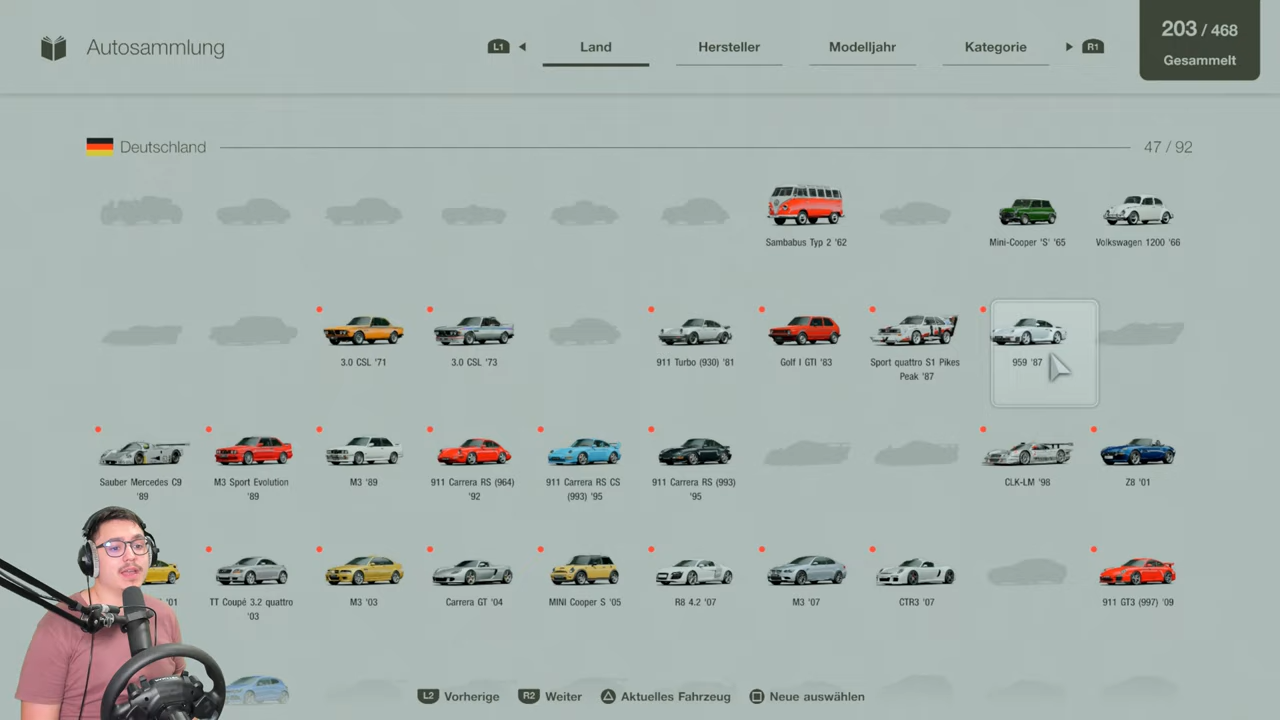 Autosammlung
L1
Land
Hersteller
Modelljahr
Kategorie
R1
203 / 468
Gesammelt
Deutschland
47 / 92
Sambabus Typ 2 '62
Mini-Cooper 'S' '65
Volkswagen 1200 '66
3.0 CSL '71
3.0 CSL '73
911 Turbo (930) '81
Golf I GTI '83
Sport quattro S1 Pikes
Peak '87
959 '87
Sauber Mercedes C9
'89
M3 Sport Evolution
'89
M3 '89
911 Carrera RS (964)
'92
911 Carrera RS CS
(993) '95
911 Carrera RS (993)
'95
CLK-LM '98
Z8 '01
'01
TT Coupé 3.2 quattro
'03
M3 '03
Carrera GT '04
MINI Cooper S '05
R8 4.2 '07
M3 '07
CTR3 '07
911 GT3 (997) '09
L2 Vorherige
R2 Weiter
Aktuelles Fahrzeug
Neue auswählen